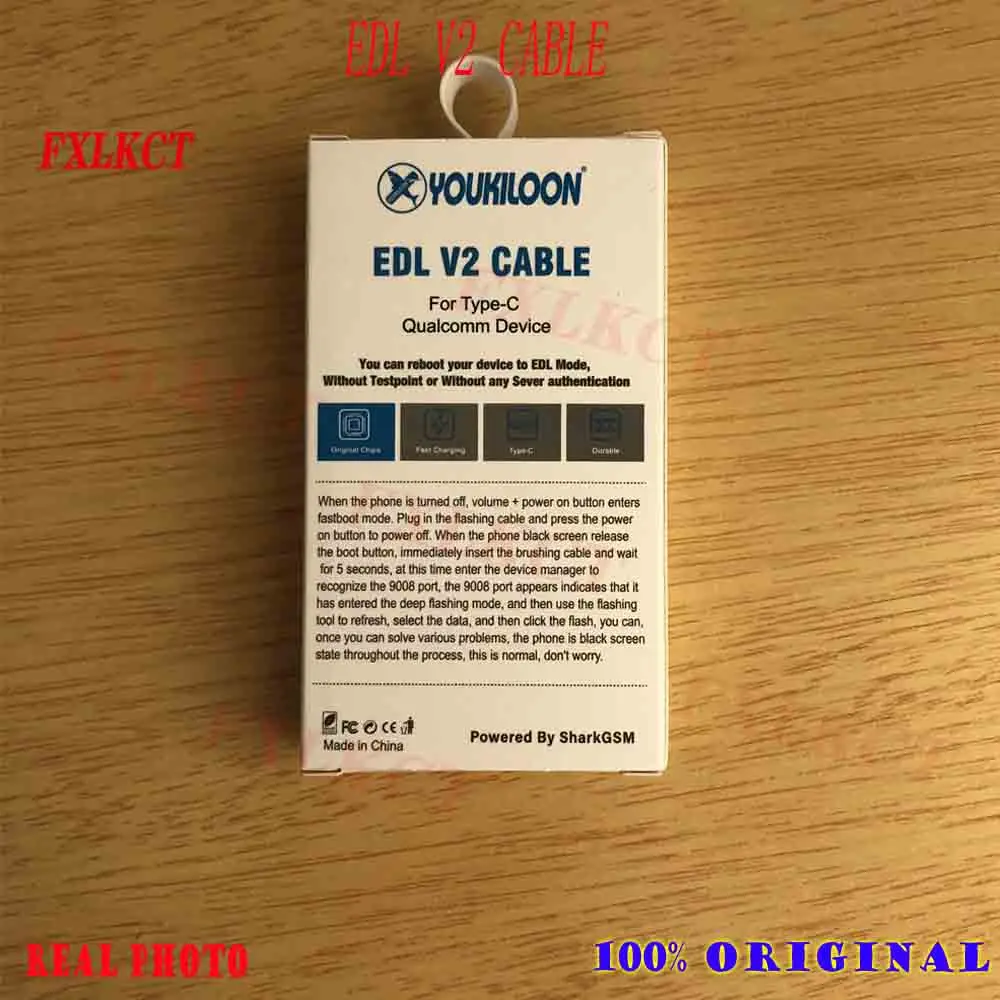 EDL V2 CABLE
FXLKCT
YOUKILOON®
EDL V2 CABLE
For Type-C
Qualcomm Device
You can reboot your device to EDL Mode,
Without Testpoint or Without any Sever authentication
Original Chips Fast Charging Type-C Durable
When the phone is turned off, volume + power on button enters
fastboot mode. Plug in the flashing cable and press the power
on button to power off. When the phone black screen release
the boot button, immediately insert the brushing cable and wait
for 5 seconds, at this time enter the device manager to
recognize the 9008 port, the 9008 port appears indicates that it
has entered the deep flashing mode, and then use the flashing
tool to refresh, select the data, and then click the flash, you can,
once you can solve various problems, the phone is black screen
state throughout the process, this is normal, don't worry.
FC CE
Made in China
Powered By SharkGSM
FXLKCT
REAL PHOTO
100% ORIGINAL